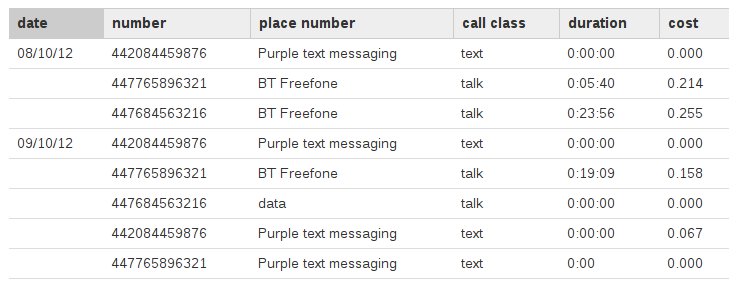 date number place number call class duration cost
08/10/12 442084459876 Purple text messaging text 0:00:00 0.000
447765896321 BT Freefone talk 0:05:40 0.214
447684563216 BT Freefone talk 0:23:56 0.255
09/10/12 442084459876 Purple text messaging text 0:00:00 0.000
447765896321 BT Freefone talk 0:19:09 0.158
447684563216 data talk 0:00:00 0.000
442084459876 Purple text messaging text 0:00:00 0.067
447765896321 Purple text messaging text 0:00 0.000